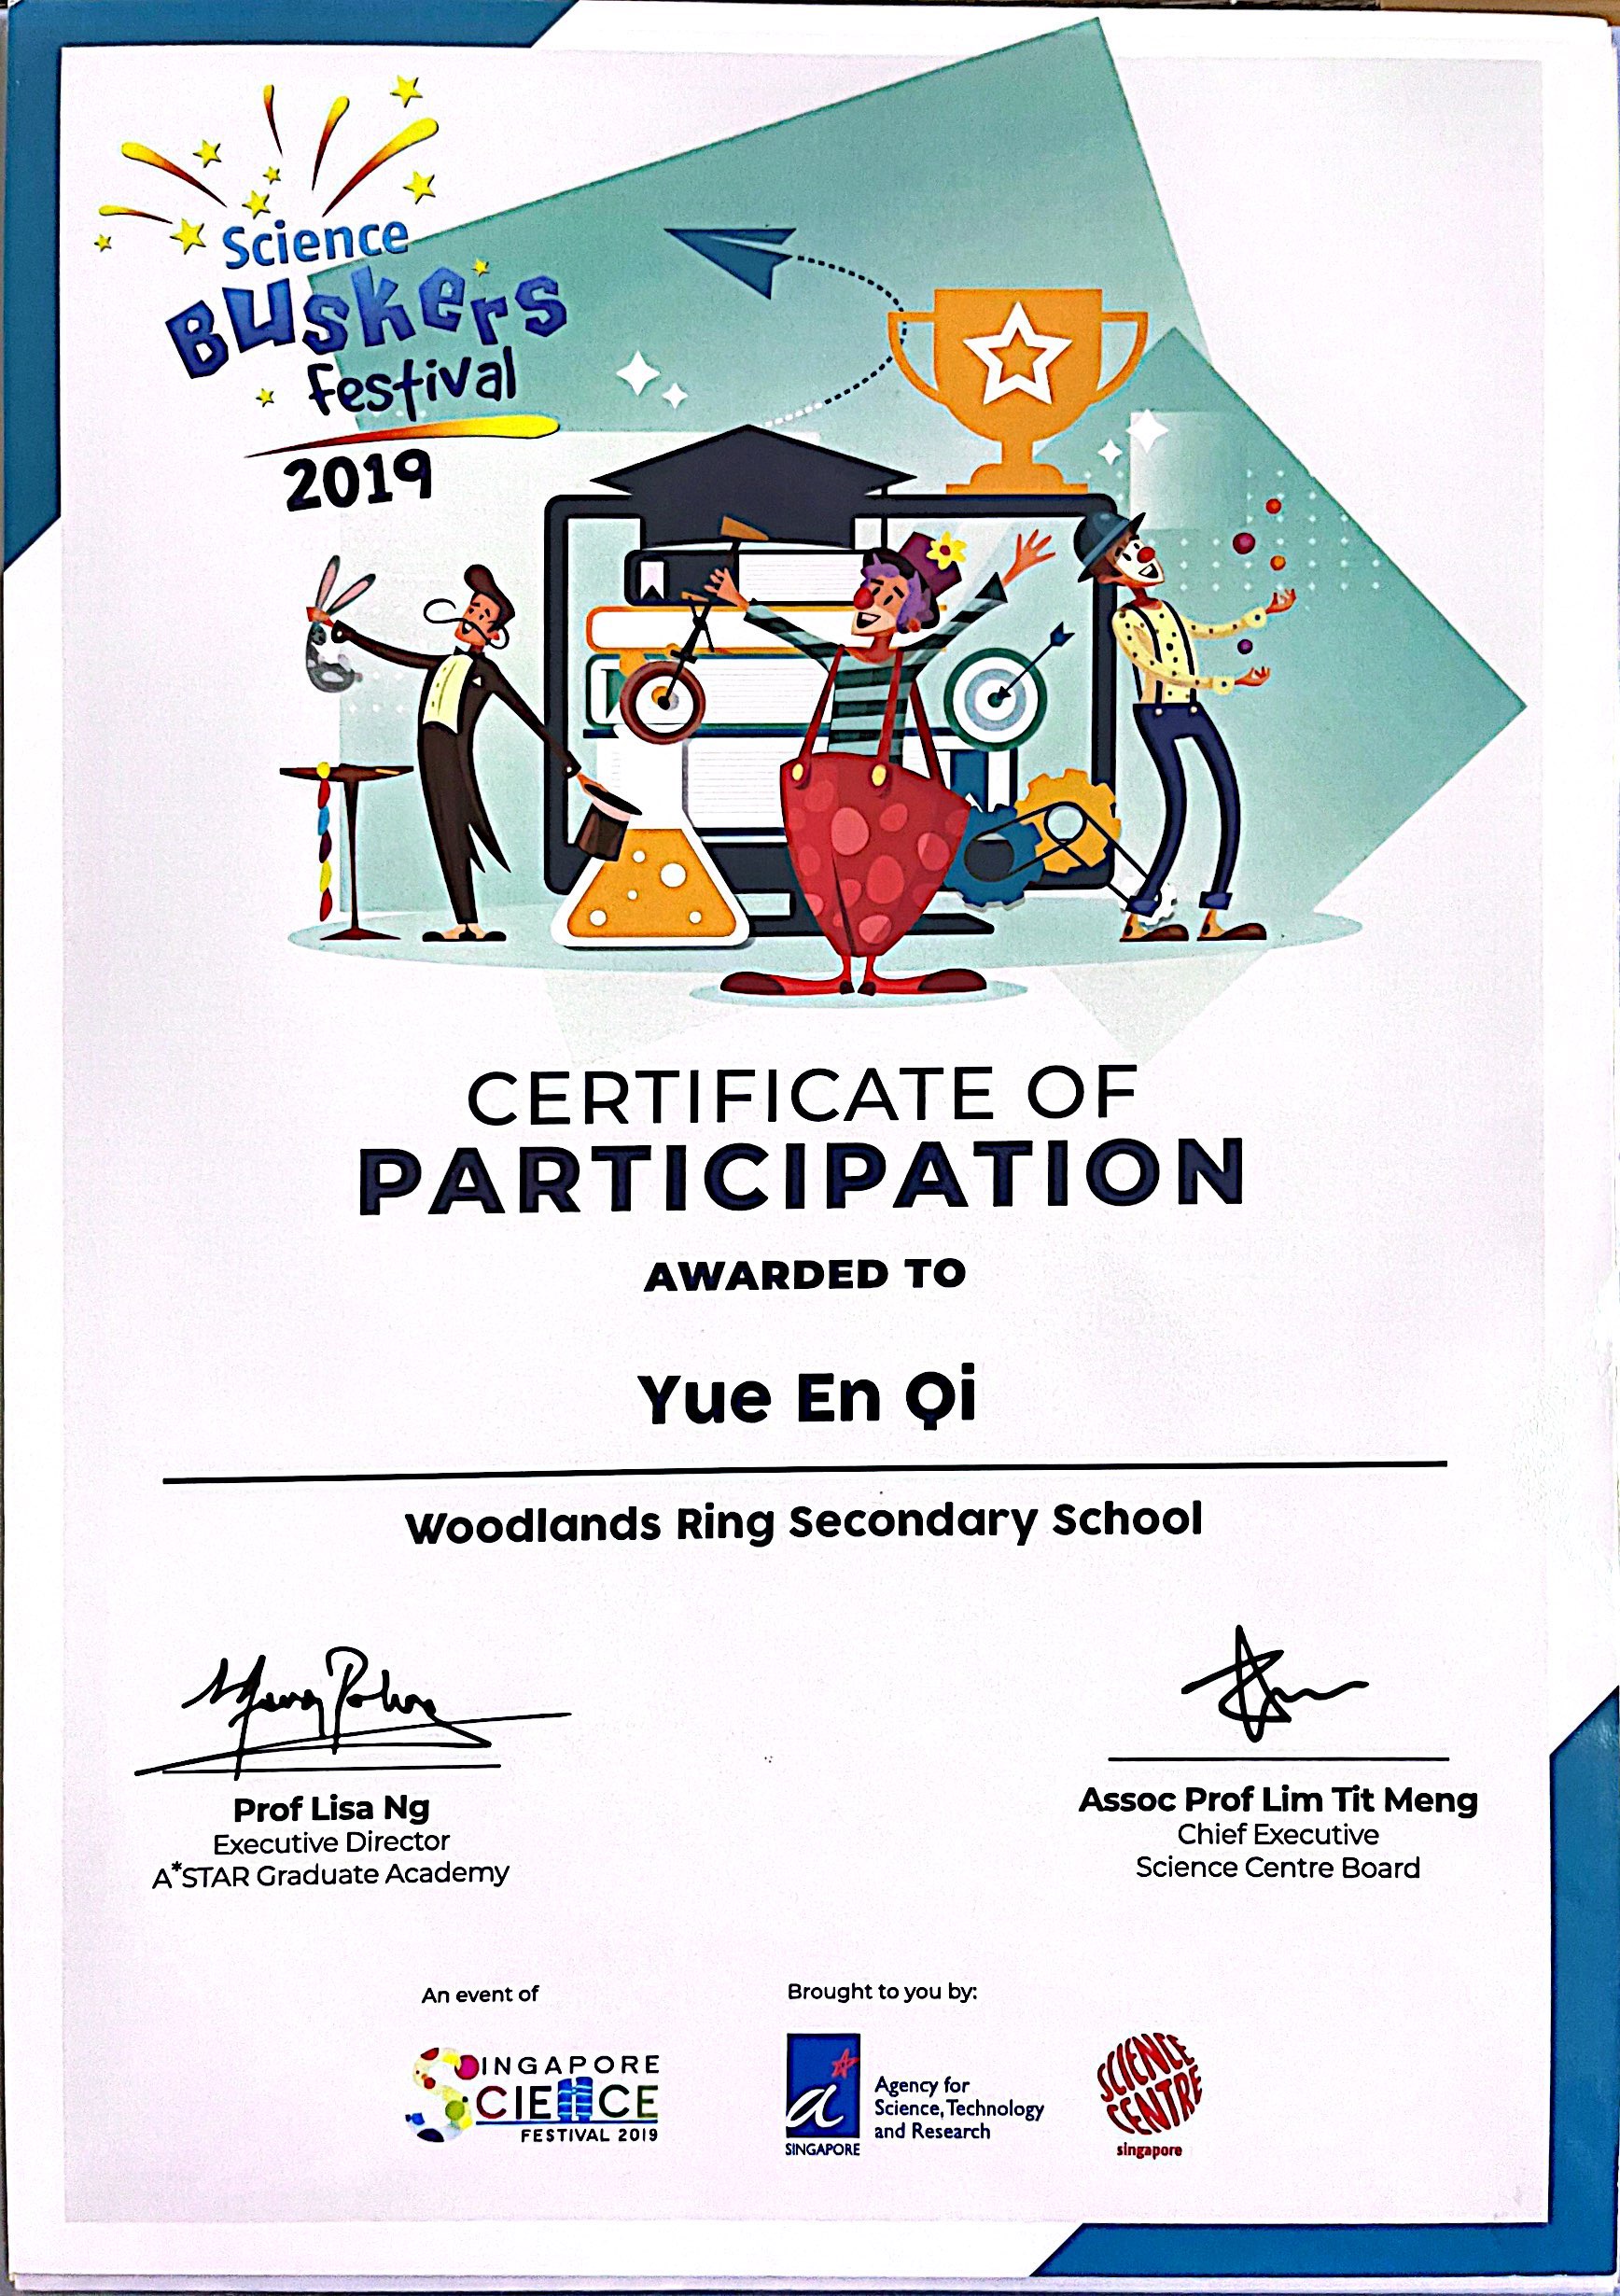 Science
Buskers
Festival
2019
CERTIFICATE OF
PARTICIPATION
AWARDED TO
Yue En Qi
Woodlands Ring Secondary School
Prof Lisa Ng
Executive Director
A*STAR Graduate Academy
Assoc Prof Lim Tit Meng
Chief Executive
Science Centre Board
An event of
SINGAPORE
SCIENCE
FESTIVAL 2019
Brought to you by:
a
SINGAPORE
Agency for
Science, Technology
and Research
SCIENCE
CENTRE
singapore